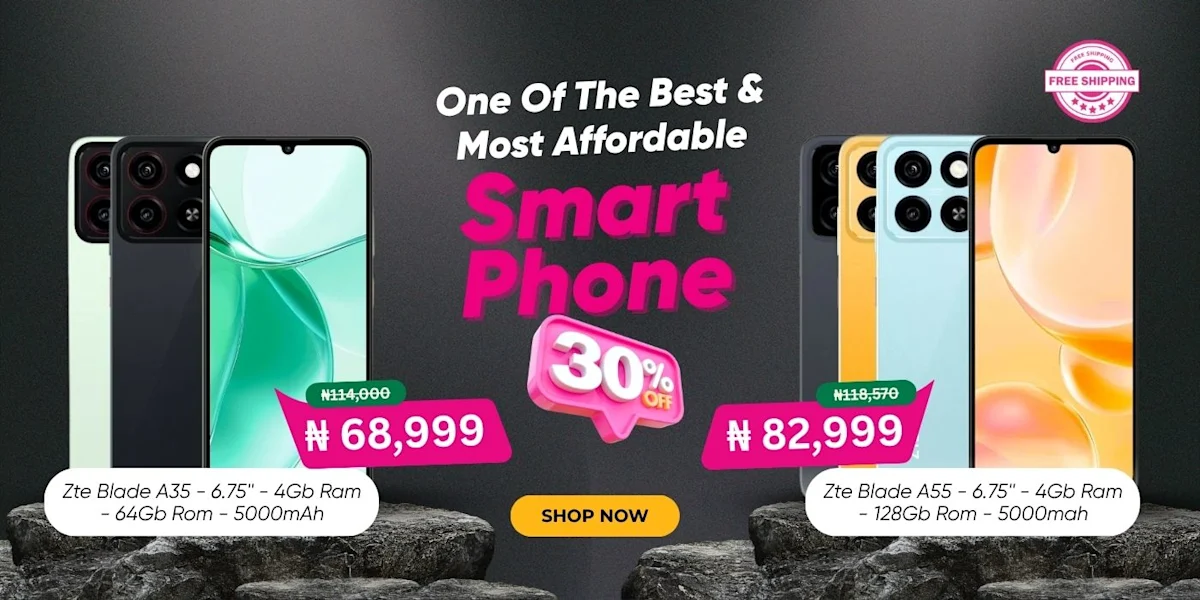 FREE SHIPPING
FREE SHIPPING
One Of The Best &
Most Affordable
Smart
Phone
30%
OFF
₦114,000
₦ 68,999
₦118,570
₦ 82,999
Zte Blade A35 - 6.75" - 4Gb Ram
- 64Gb Rom - 5000mAh
SHOP NOW
Zte Blade A55 - 6.75" - 4Gb Ram
- 128Gb Rom - 5000mah